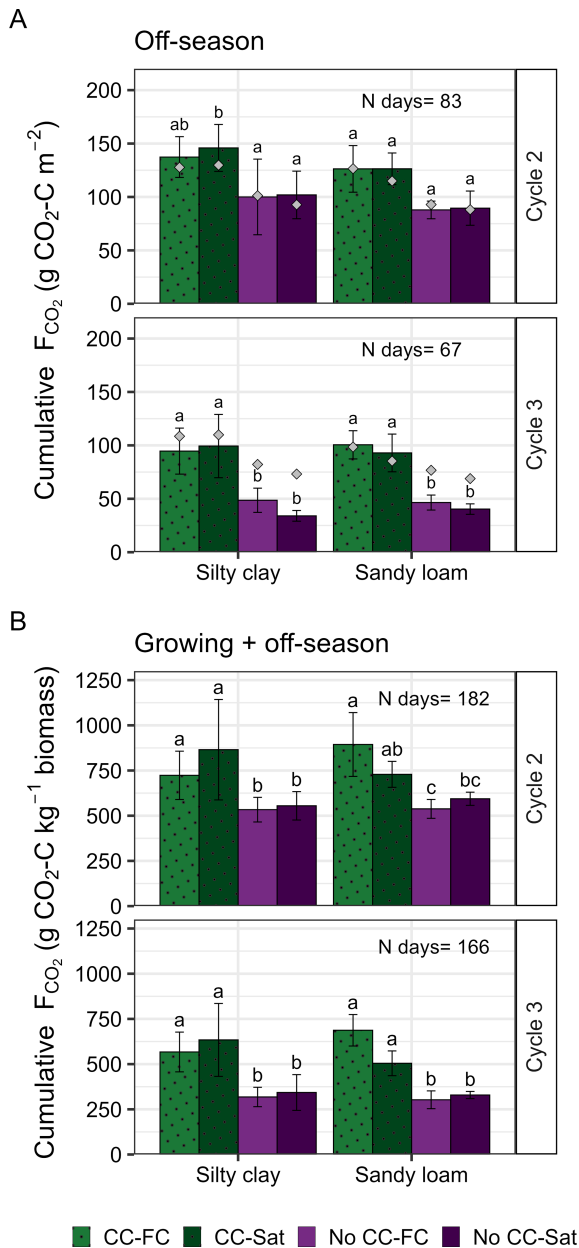 A
Off-season
Cumulative F_CO₂ (g CO₂-C m⁻²)
200
150
100
50
0
N days= 83
ab
b
a
a
a
a
a
a
Cycle 2
200
150
100
50
0
N days= 67
a
a
b
b
a
a
b
b
Cycle 3
Silty clay
Sandy loam
B
Growing + off-season
Cumulative F_CO₂ (g CO₂-C kg⁻¹ biomass)
1250
1000
750
500
250
0
N days= 182
a
a
b
b
a
ab
c
bc
Cycle 2
1250
1000
750
500
250
0
N days= 166
a
a
b
b
a
a
b
b
Cycle 3
Silty clay
Sandy loam
CC-FC
CC-Sat
No CC-FC
No CC-Sat